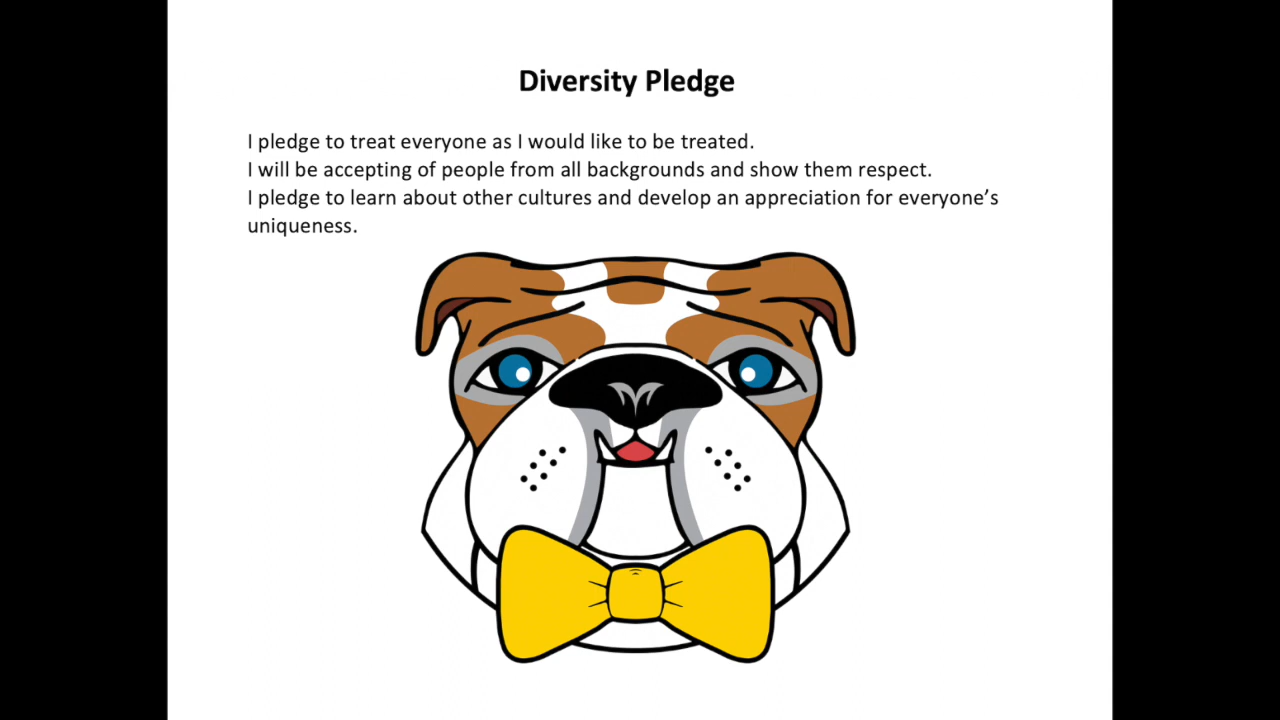 Diversity Pledge
I pledge to treat everyone as I would like to be treated.
I will be accepting of people from all backgrounds and show them respect.
I pledge to learn about other cultures and develop an appreciation for everyone’s
uniqueness.